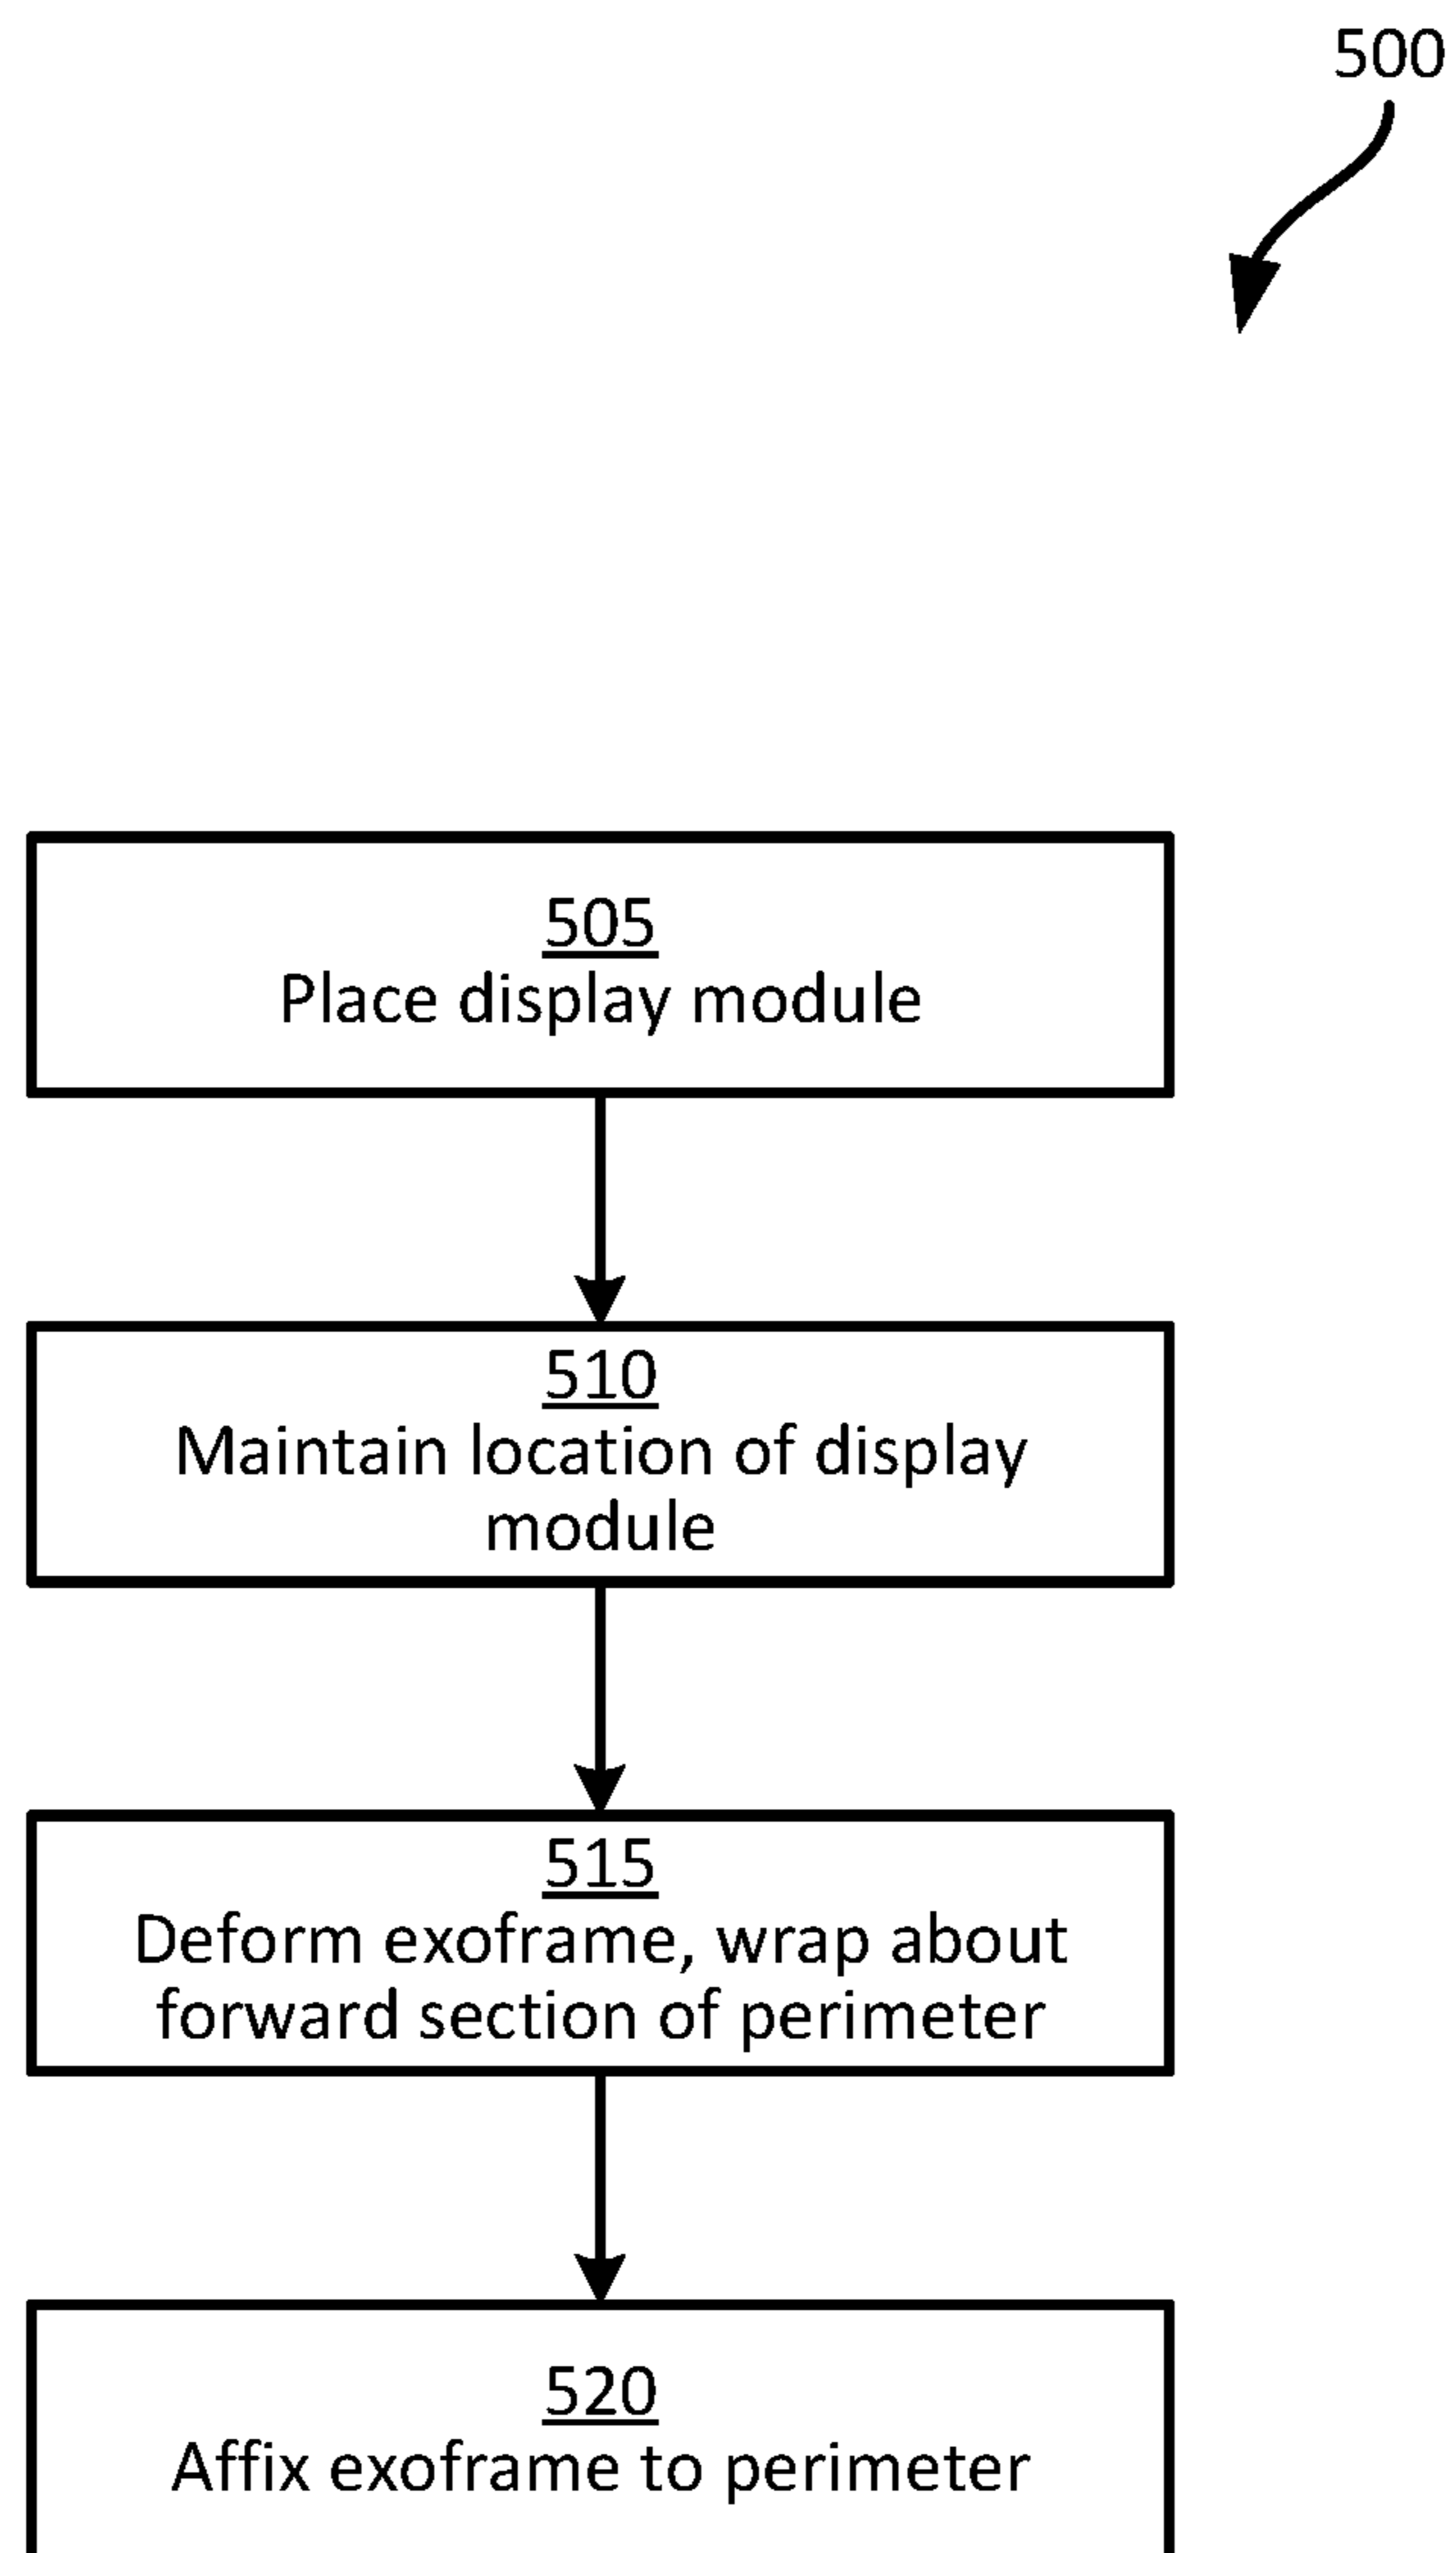 500
505
Place display module
510
Maintain location of display
module
515
Deform exoframe, wrap about
forward section of perimeter
520
Affix exoframe to perimeter